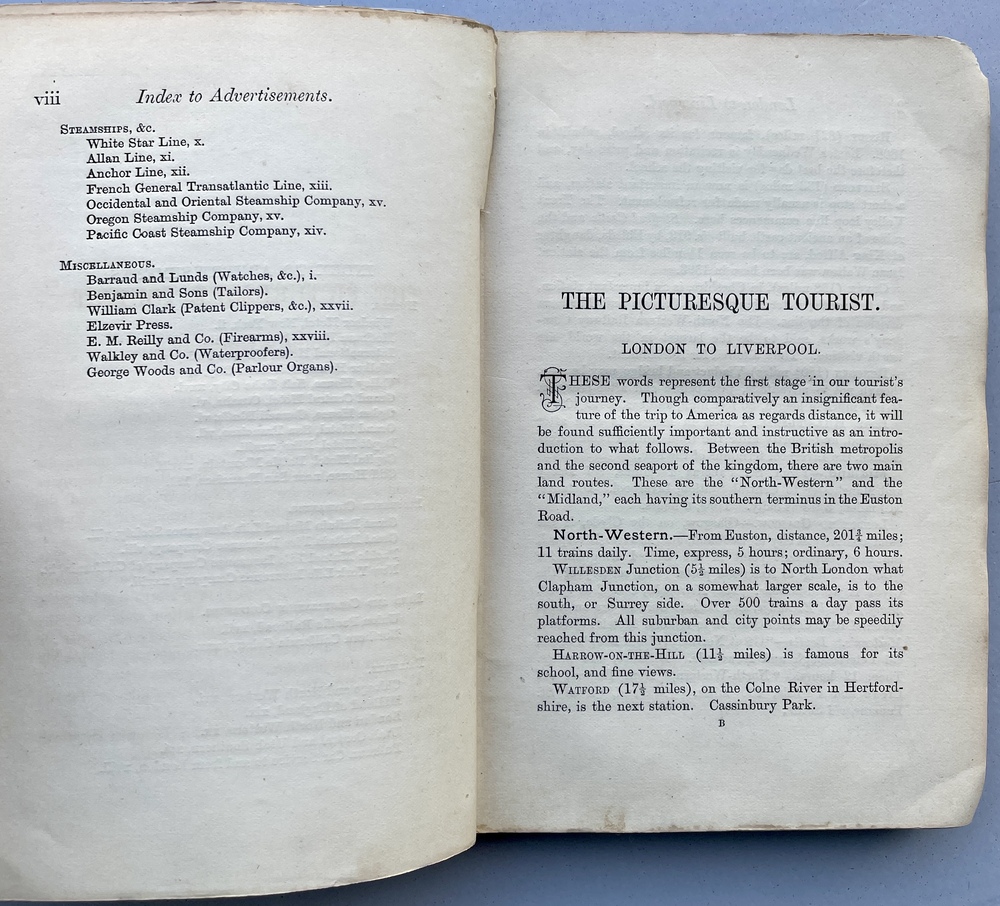 viii Index to Advertisements.
Steamships, &c.
White Star Line, x.
Allan Line, xi.
Anchor Line, xii.
French General Transatlantic Line, xiii.
Occidental and Oriental Steamship Company, xv.
Oregon Steamship Company, xv.
Pacific Coast Steamship Company, xiv.
Miscellaneous.
Barraud and Lunds (Watches, &c.), i.
Benjamin and Sons (Tailors).
William Clark (Patent Clippers, &c.), xxvii.
Elzevir Press.
E. M. Reilly and Co. (Firearms), xxviii.
Walkley and Co. (Waterproofers).
George Woods and Co. (Parlour Organs).
THE PICTURESQUE TOURIST.
LONDON TO LIVERPOOL.
THESE words represent the first stage in our tourist's
journey. Though comparatively an insignificant fea-
ture of the trip to America as regards distance, it will
be found sufficiently important and instructive as an intro-
duction to what follows. Between the British metropolis
and the second seaport of the kingdom, there are two main
land routes. These are the "North-Western" and the
"Midland," each having its southern terminus in the Euston
Road.
North-Western.—From Euston, distance, 201¾ miles;
11 trains daily. Time, express, 5 hours; ordinary, 6 hours.
Willesden Junction (5½ miles) is to North London what
Clapham Junction, on a somewhat larger scale, is to the
south, or Surrey side. Over 500 trains a day pass its
platforms. All suburban and city points may be speedily
reached from this junction.
Harrow-on-the-Hill (11½ miles) is famous for its
school, and fine views.
Watford (17½ miles), on the Colne River in Hertford-
shire, is the next station. Cassinbury Park.
B